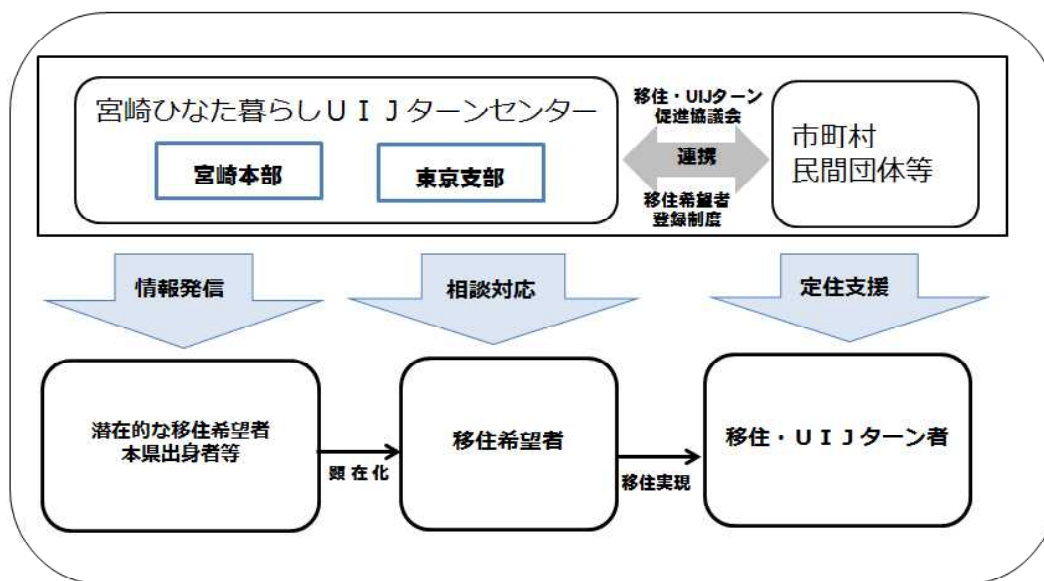 宮崎ひなた暮らしUIJターンセンター
宮崎本部
東京支部
移住・UIJターン
促進協議会
連携
移住希望者
登録制度
市町村
民間団体等
情報発信
相談対応
定住支援
潜在的な移住希望者
本県出身者等
顕在化
移住希望者
移住実現
移住・UIJターン者